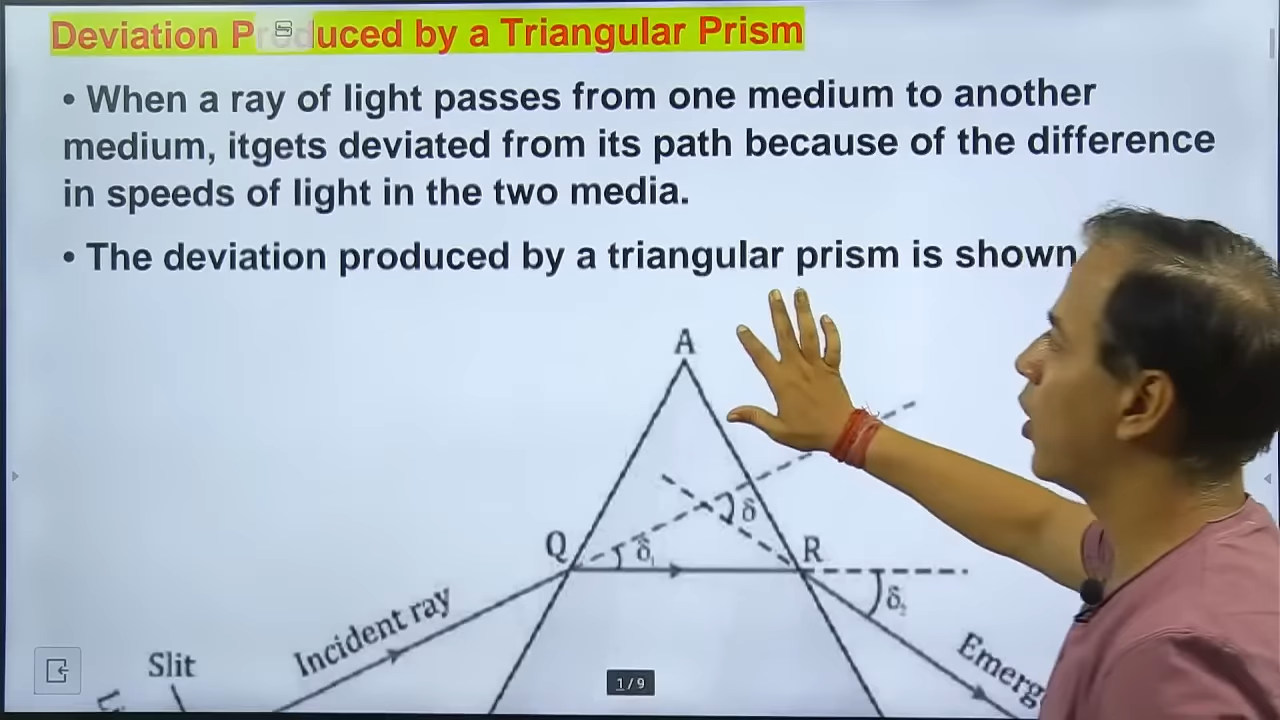 Deviation Produced by a Triangular Prism
• When a ray of light passes from one medium to another
medium, itgets deviated from its path because of the difference
in speeds of light in the two media.
• The deviation produced by a triangular prism is shown
A
δ
Q
δ₁
R
δ₂
Incident ray
Emerg
Slit
Li
1/9